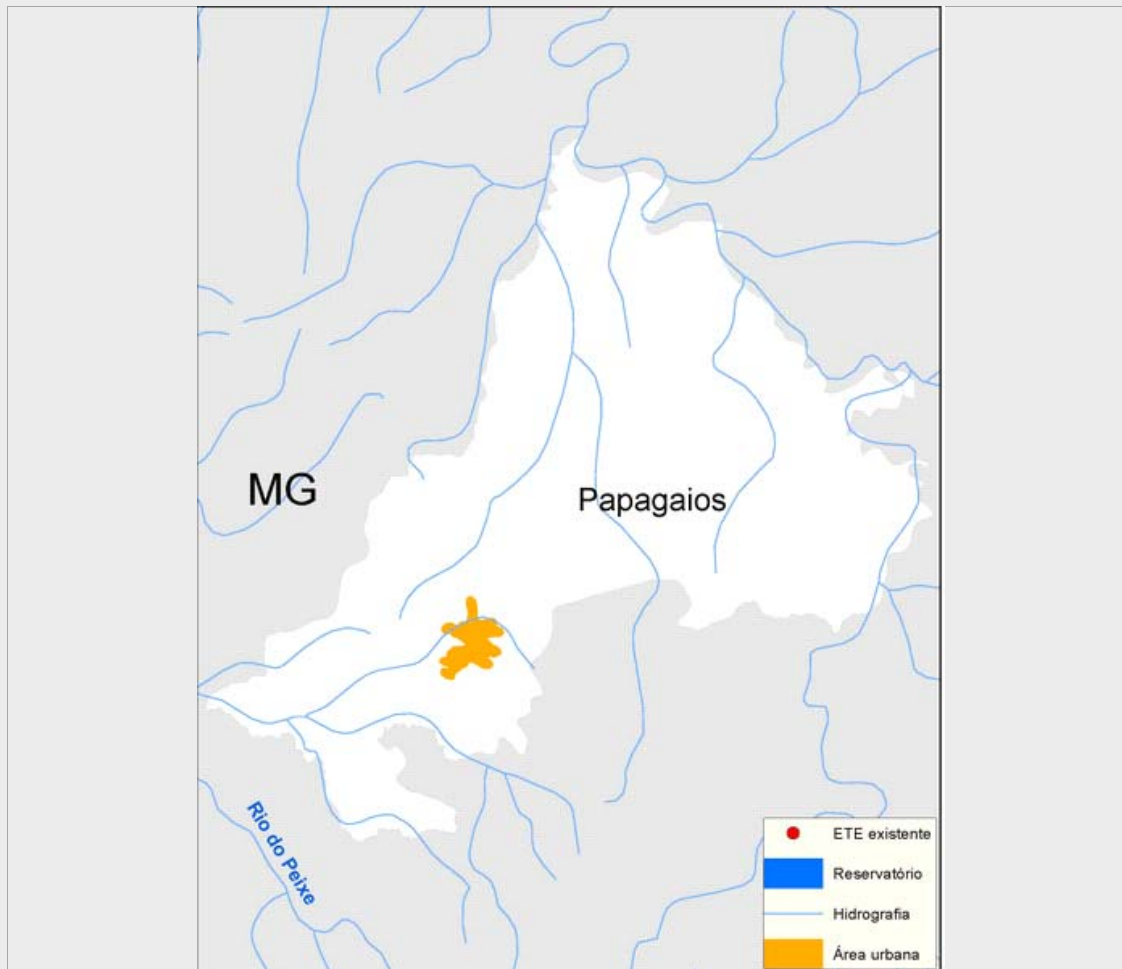 MG
Papagaios
Rio do Peixe
ETE existente
Reservatório
Hidrografia
Área urbana